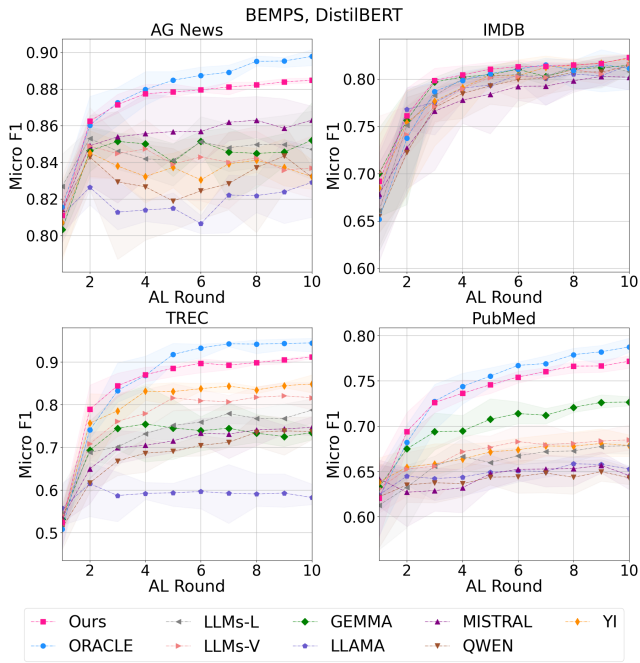 BEMPS, DistilBERT
AG News
IMDB
Micro F1
0.90
0.88
0.86
0.84
0.82
0.80
2 4 6 8 10
AL Round
Micro F1
0.80
0.75
0.70
0.65
0.60
2 4 6 8 10
AL Round
TREC
PubMed
Micro F1
0.9
0.8
0.7
0.6
0.5
2 4 6 8 10
AL Round
Micro F1
0.80
0.75
0.70
0.65
0.60
2 4 6 8 10
AL Round
Ours LLMs-L GEMMA MISTRAL YI
ORACLE LLMs-V LLAMA QWEN